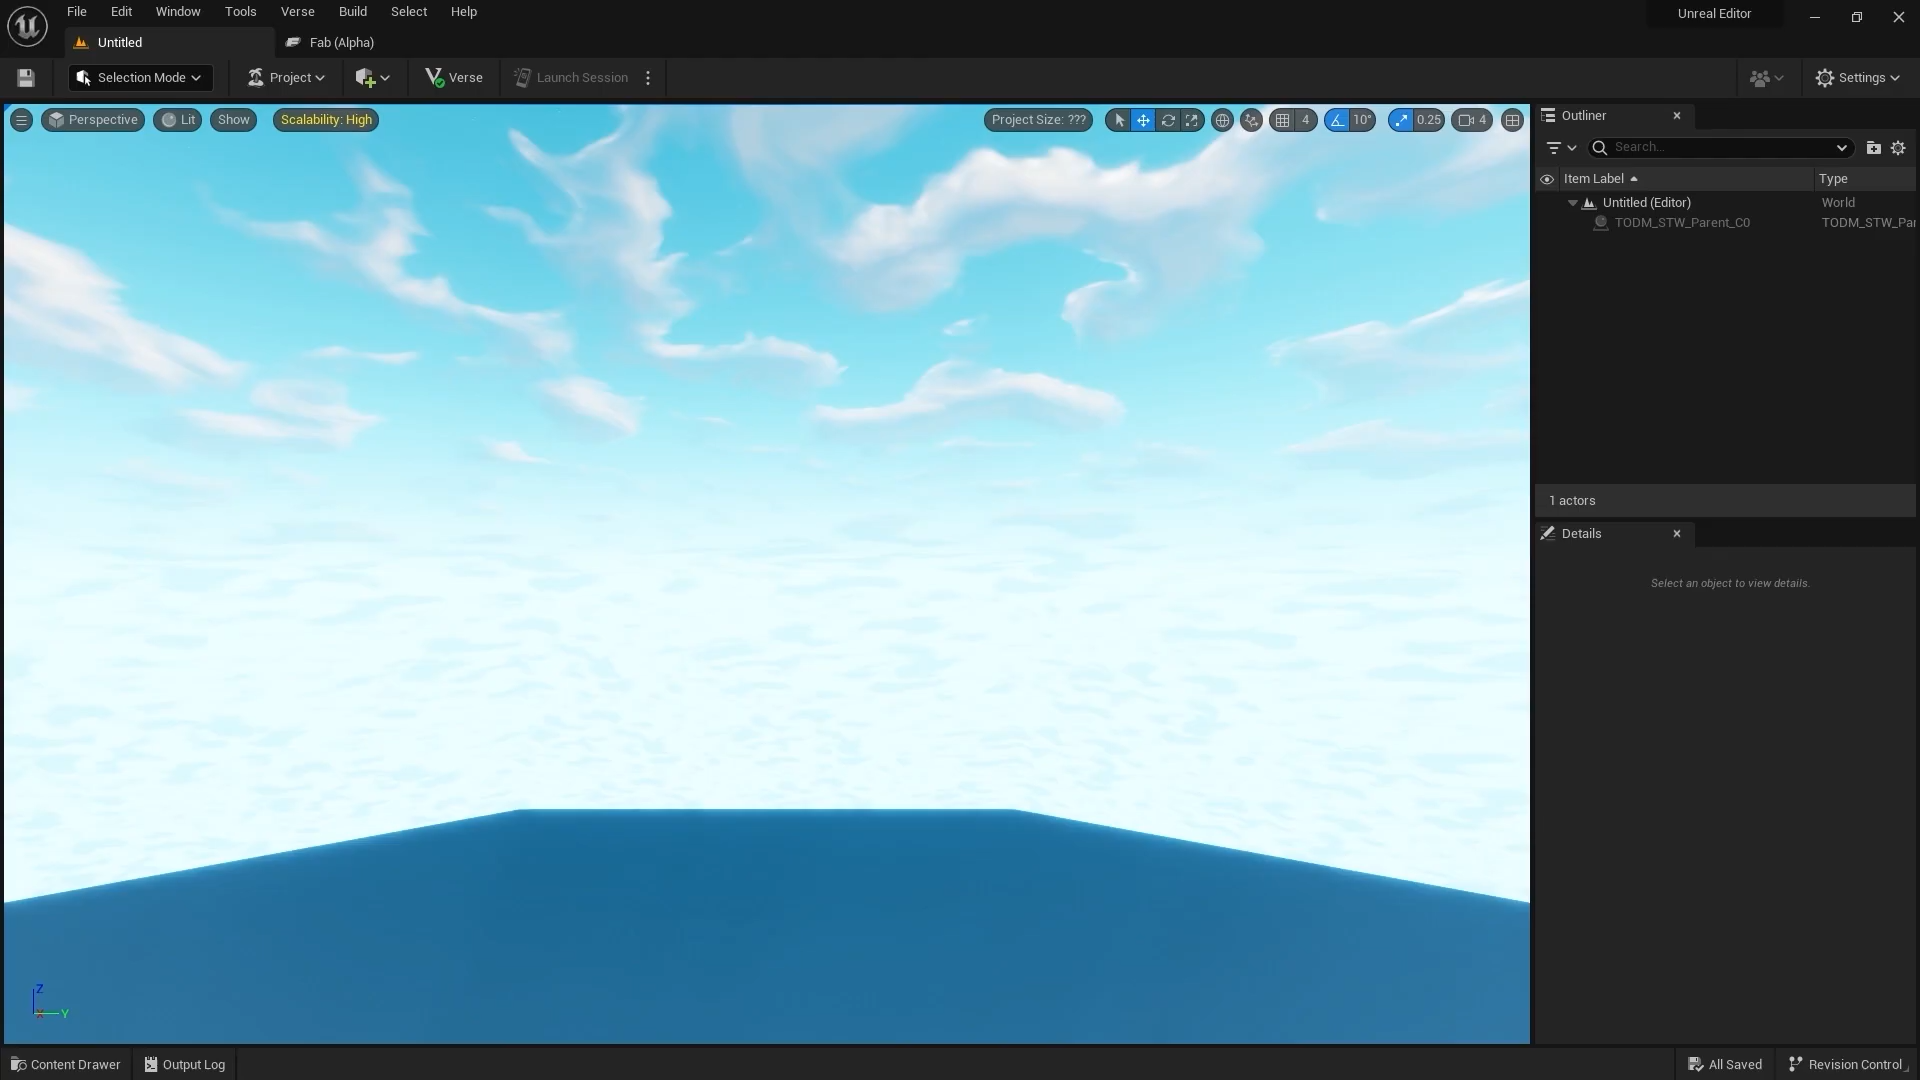 File Edit Window Tools Verse Build Select Help
Unreal Editor
Untitled
Fab (Alpha)
Selection Mode
Project
Verse
Launch Session
Settings
Perspective
Lit
Show
Scalability: High
Project Size: ???
4
10°
0.25
4
Outliner
Search...
Item Label
Type
Untitled (Editor)
World
TODM_STW_Parent_C0
TODM_STW_Par
1 actors
Details
Select an object to view details.
Z
X
Y
Content Drawer
Output Log
All Saved
Revision Control